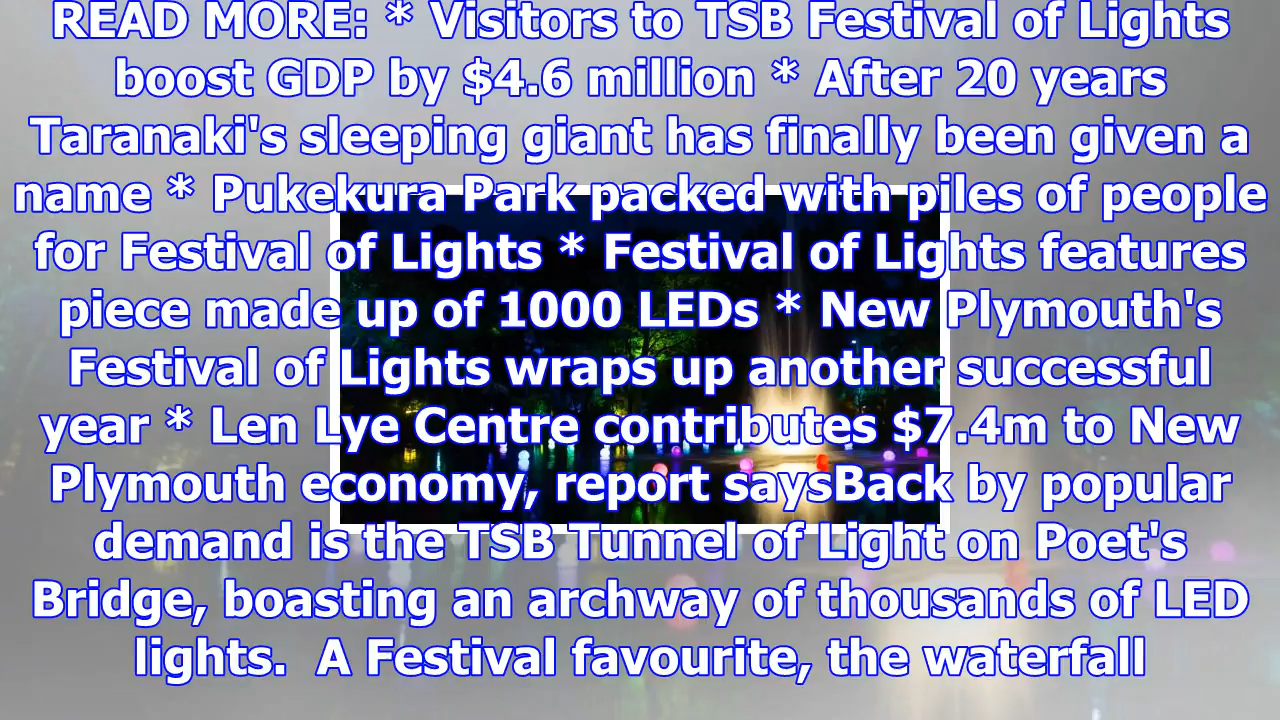 READ MORE: * Visitors to TSB Festival of Lights
boost GDP by $4.6 million * After 20 years
Taranaki's sleeping giant has finally been given a
name * Pukekura Park packed with piles of people
for Festival of Lights * Festival of Lights features
piece made up of 1000 LEDs * New Plymouth's
Festival of Lights wraps up another successful
year * Len Lye Centre contributes $7.4m to New
Plymouth economy, report saysBack by popular
demand is the TSB Tunnel of Light on Poet's
Bridge, boasting an archway of thousands of LED
lights.  A Festival favourite, the waterfall